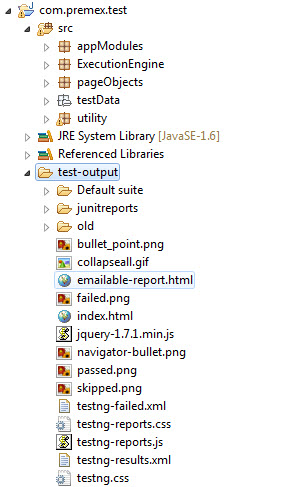 com.premex.test
src
appModules
ExecutionEngine
pageObjects
testData
utility
JRE System Library [JavaSE-1.6]
Referenced Libraries
test-output
Default suite
junitreports
old
bullet_point.png
collapseall.gif
emailable-report.html
failed.png
index.html
jquery-1.7.1.min.js
navigator-bullet.png
passed.png
skipped.png
testng-failed.xml
testng-reports.css
testng-reports.js
testng-results.xml
testng.css